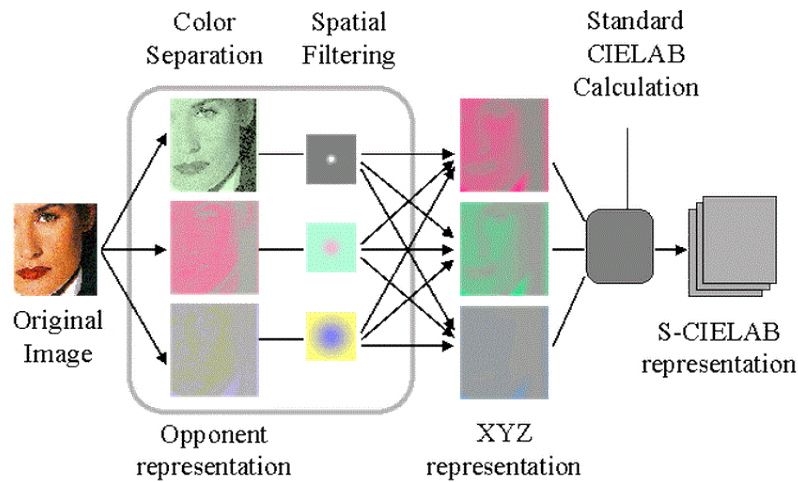 Color
Separation
Spatial
Filtering
Standard
CIELAB
Calculation
Original
Image
S-CIELAB
representation
Opponent
representation
XYZ
representation